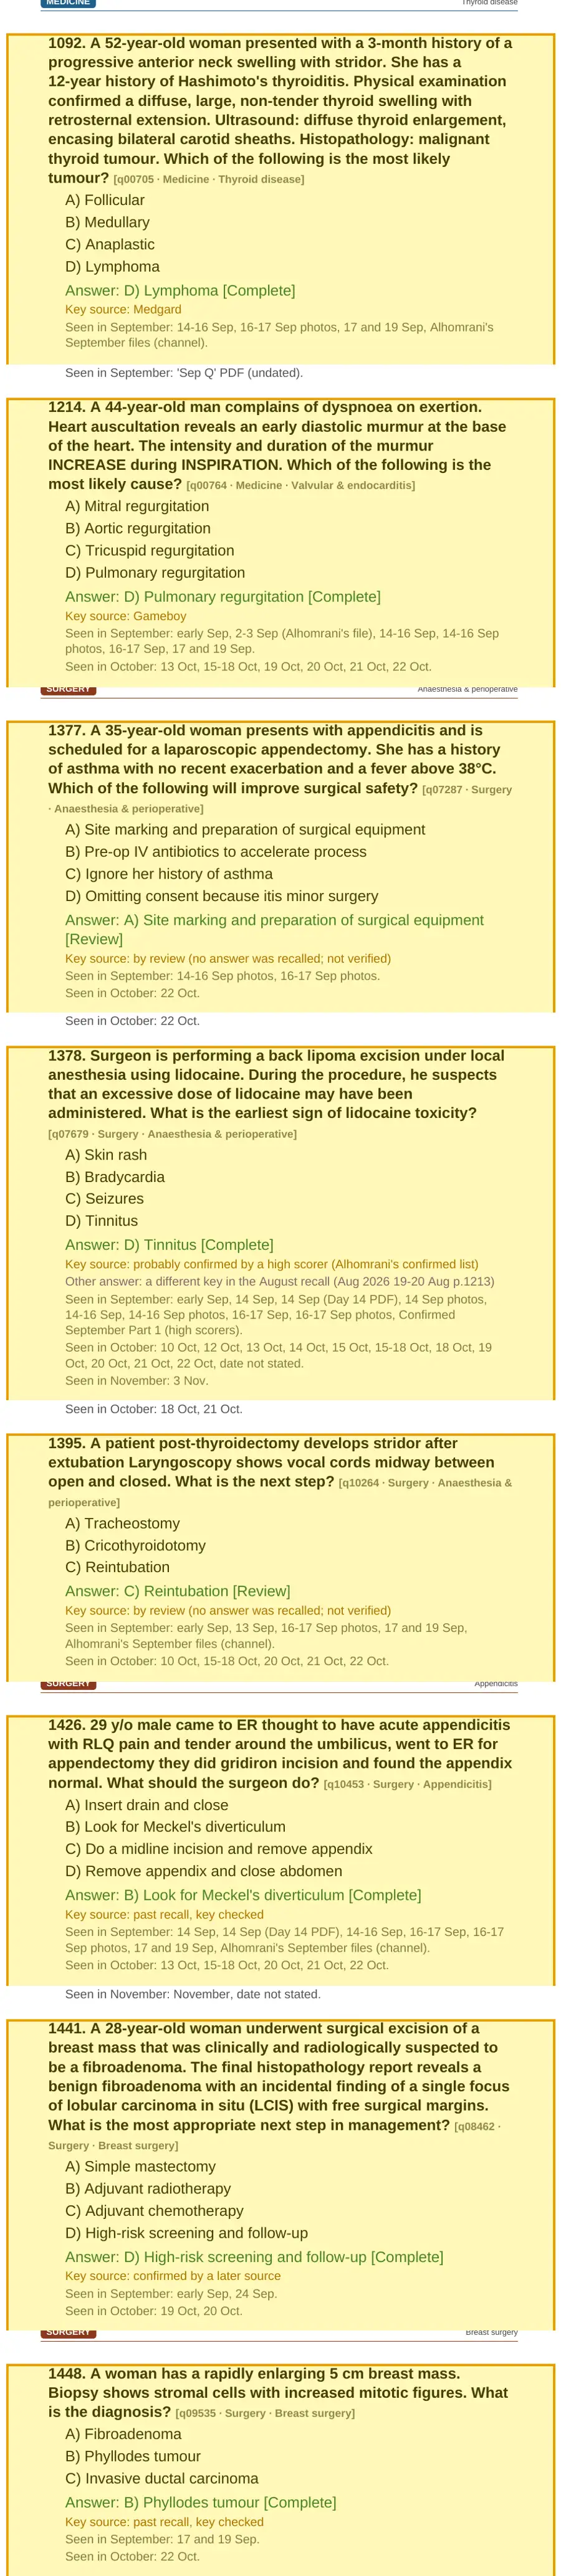 MEDICINE
Thyroid disease
1092. A 52-year-old woman presented with a 3-month history of a
progressive anterior neck swelling with stridor. She has a
12-year history of Hashimoto's thyroiditis. Physical examination
confirmed a diffuse, large, non-tender thyroid swelling with
retrosternal extension. Ultrasound: diffuse thyroid enlargement,
encasing bilateral carotid sheaths. Histopathology: malignant
thyroid tumour. Which of the following is the most likely
tumour? [q00705 · Medicine · Thyroid disease]
A) Follicular
B) Medullary
C) Anaplastic
D) Lymphoma
Answer: D) Lymphoma [Complete]
Key source: Medgard
Seen in September: 14-16 Sep, 16-17 Sep photos, 17 and 19 Sep, Alhomrani's
September files (channel).
Seen in September: 'Sep Q' PDF (undated).
1214. A 44-year-old man complains of dyspnoea on exertion.
Heart auscultation reveals an early diastolic murmur at the base
of the heart. The intensity and duration of the murmur
INCREASE during INSPIRATION. Which of the following is the
most likely cause? [q00764 · Medicine · Valvular & endocarditis]
A) Mitral regurgitation
B) Aortic regurgitation
C) Tricuspid regurgitation
D) Pulmonary regurgitation
Answer: D) Pulmonary regurgitation [Complete]
Key source: Gameboy
Seen in September: early Sep, 2-3 Sep (Alhomrani's file), 14-16 Sep, 14-16 Sep
photos, 16-17 Sep, 17 and 19 Sep.
Seen in October: 13 Oct, 15-18 Oct, 19 Oct, 20 Oct, 21 Oct, 22 Oct.
SURGERY
Anaesthesia & perioperative
1377. A 35-year-old woman presents with appendicitis and is
scheduled for a laparoscopic appendectomy. She has a history
of asthma with no recent exacerbation and a fever above 38°C.
Which of the following will improve surgical safety? [q07287 · Surgery
· Anaesthesia & perioperative]
A) Site marking and preparation of surgical equipment
B) Pre-op IV antibiotics to accelerate process
C) Ignore her history of asthma
D) Omitting consent because itis minor surgery
Answer: A) Site marking and preparation of surgical equipment
[Review]
Key source: by review (no answer was recalled; not verified)
Seen in September: 14-16 Sep photos, 16-17 Sep photos.
Seen in October: 22 Oct.
Seen in October: 22 Oct.
1378. Surgeon is performing a back lipoma excision under local
anesthesia using lidocaine. During the procedure, he suspects
that an excessive dose of lidocaine may have been
administered. What is the earliest sign of lidocaine toxicity?
[q07679 · Surgery · Anaesthesia & perioperative]
A) Skin rash
B) Bradycardia
C) Seizures
D) Tinnitus
Answer: D) Tinnitus [Complete]
Key source: probably confirmed by a high scorer (Alhomrani's confirmed list)
Other answer: a different key in the August recall (Aug 2026 19-20 Aug p.1213)
Seen in September: early Sep, 14 Sep, 14 Sep (Day 14 PDF), 14 Sep photos,
14-16 Sep, 14-16 Sep photos, 16-17 Sep, 16-17 Sep photos, Confirmed
September Part 1 (high scorers).
Seen in October: 10 Oct, 12 Oct, 13 Oct, 14 Oct, 15 Oct, 15-18 Oct, 18 Oct, 19
Oct, 20 Oct, 21 Oct, 22 Oct, date not stated.
Seen in November: 3 Nov.
Seen in October: 18 Oct, 21 Oct.
1395. A patient post-thyroidectomy develops stridor after
extubation Laryngoscopy shows vocal cords midway between
open and closed. What is the next step? [q10264 · Surgery · Anaesthesia &
perioperative]
A) Tracheostomy
B) Cricothyroidotomy
C) Reintubation
Answer: C) Reintubation [Review]
Key source: by review (no answer was recalled; not verified)
Seen in September: early Sep, 13 Sep, 16-17 Sep photos, 17 and 19 Sep,
Alhomrani's September files (channel).
Seen in October: 10 Oct, 15-18 Oct, 20 Oct, 21 Oct, 22 Oct.
SURGERY
Appendicitis
1426. 29 y/o male came to ER thought to have acute appendicitis
with RLQ pain and tender around the umbilicus, went to ER for
appendectomy they did gridiron incision and found the appendix
normal. What should the surgeon do? [q10453 · Surgery · Appendicitis]
A) Insert drain and close
B) Look for Meckel's diverticulum
C) Do a midline incision and remove appendix
D) Remove appendix and close abdomen
Answer: B) Look for Meckel's diverticulum [Complete]
Key source: past recall, key checked
Seen in September: 14 Sep, 14 Sep (Day 14 PDF), 14-16 Sep, 16-17 Sep, 16-17
Sep photos, 17 and 19 Sep, Alhomrani's September files (channel).
Seen in October: 13 Oct, 15-18 Oct, 20 Oct, 21 Oct, 22 Oct.
Seen in November: November, date not stated.
1441. A 28-year-old woman underwent surgical excision of a
breast mass that was clinically and radiologically suspected to
be a fibroadenoma. The final histopathology report reveals a
benign fibroadenoma with an incidental finding of a single focus
of lobular carcinoma in situ (LCIS) with free surgical margins.
What is the most appropriate next step in management? [q08462 ·
Surgery · Breast surgery]
A) Simple mastectomy
B) Adjuvant radiotherapy
C) Adjuvant chemotherapy
D) High-risk screening and follow-up
Answer: D) High-risk screening and follow-up [Complete]
Key source: confirmed by a later source
Seen in September: early Sep, 24 Sep.
Seen in October: 19 Oct, 20 Oct.
SURGERY
Breast surgery
1448. A woman has a rapidly enlarging 5 cm breast mass.
Biopsy shows stromal cells with increased mitotic figures. What
is the diagnosis? [q09535 · Surgery · Breast surgery]
A) Fibroadenoma
B) Phyllodes tumour
C) Invasive ductal carcinoma
Answer: B) Phyllodes tumour [Complete]
Key source: past recall, key checked
Seen in September: 17 and 19 Sep.
Seen in October: 22 Oct.